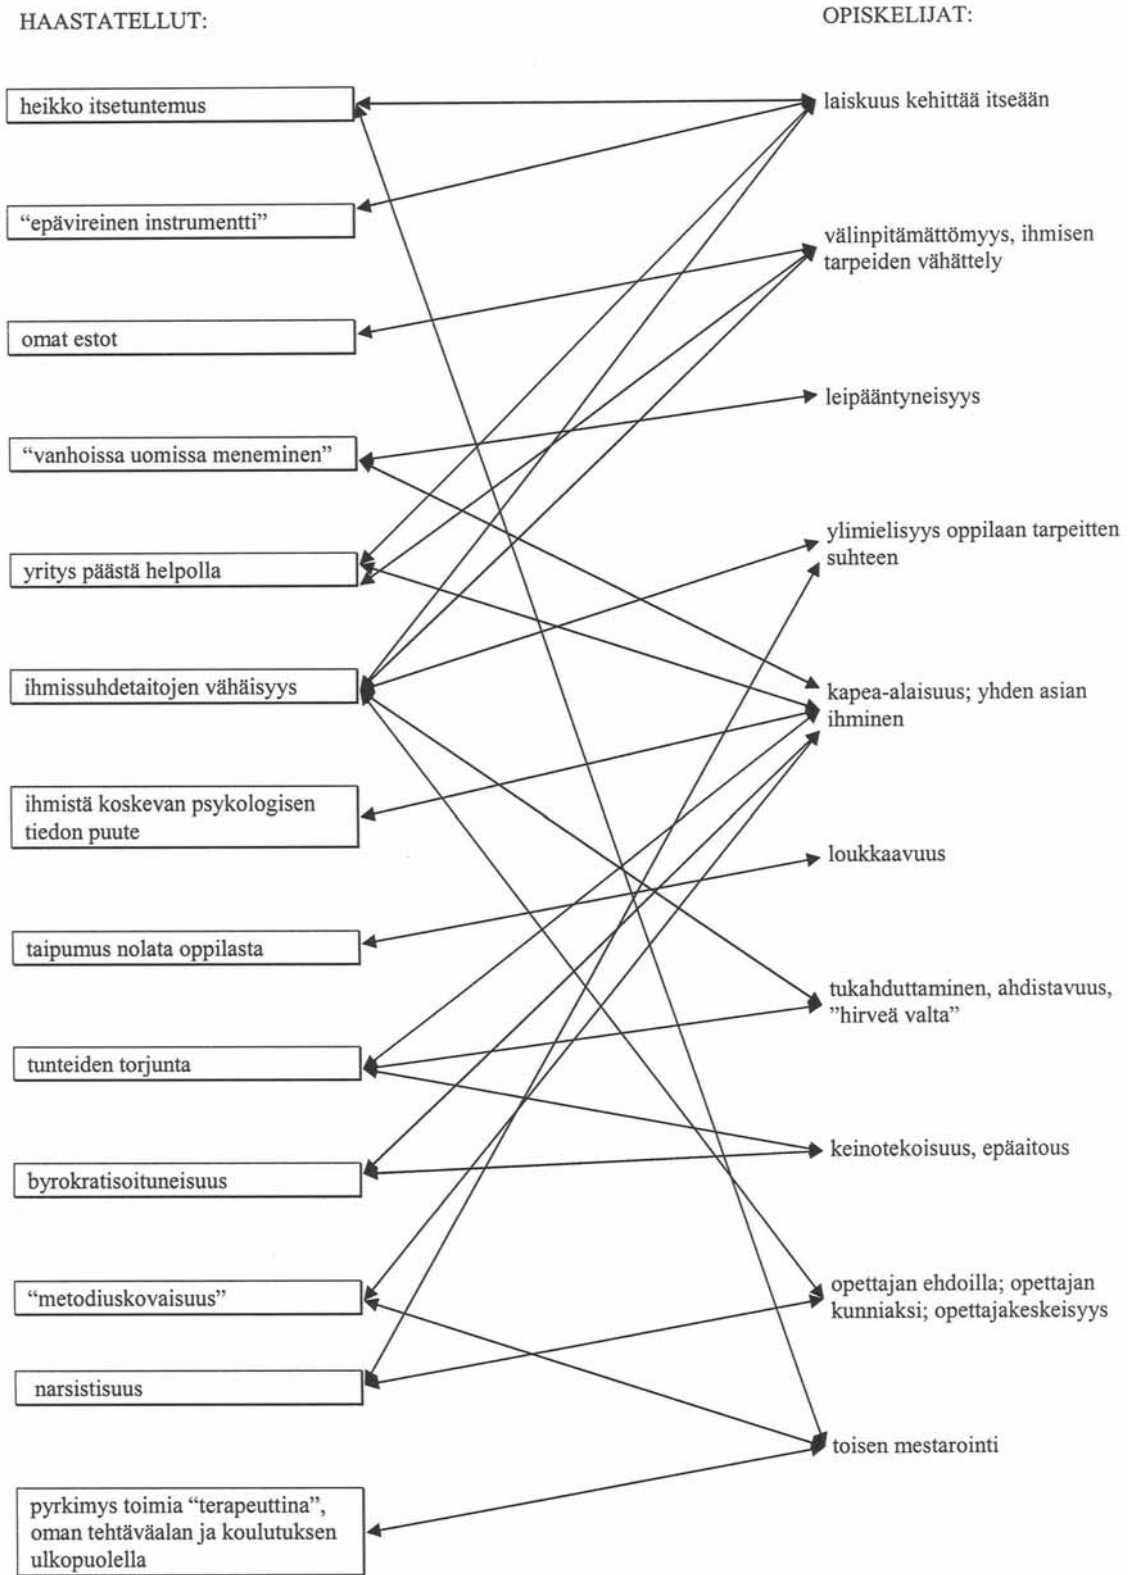 HAASTATELLUT:
heikko itsetuntemus
“epävireinen instrumentti”
omat estot
“vanhoissa uomissa meneminen”
yritys päästä helpolla
ihmissuhdetaitojen vähäisyys
ihmistä koskevan psykologisen
tiedon puute
taipumus nolata oppilasta
tunteiden torjunta
byrokratisoituneisuus
“metodiuskovaisuus”
narsistisuus
pyrkimys toimia “terapeuttina”,
oman tehtäväalan ja koulutuksen
ulkopuolella
OPISKELIJAT:
laiskuus kehittää itseään
välinpitämättömyys, ihmisen
tarpeiden vähättely
leipääntyneisyys
ylimielisyys oppilaan tarpeitten
suhteen
kapea-alaisuus; yhden asian
ihminen
loukkaavuus
tukahduttaminen, ahdistavuus,
”hirveä valta”
keinotekoisuus, epäaitous
opettajan ehdoilla; opettajan
kunniaksi; opettajakeskeisyys
toisen mestarointi